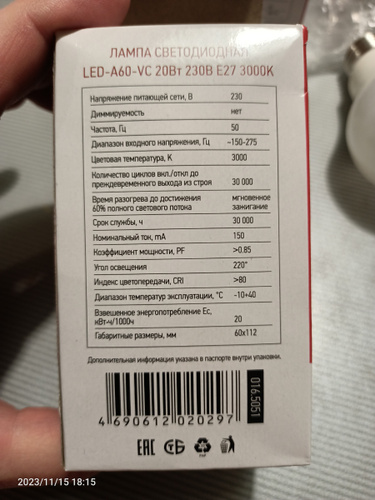 ЛАМПА СВЕТОДИОДНАЯ
LED-A60-VC 20Вт 230В E27 3000K
Напряжение питающей сети, В 230
Диммируемость нет
Частота, Гц 50
Диапазон входного напряжения, Гц ~150-275
Цветовая температура, К 3000
Количество циклов вкл./откл до
преждевременного выхода из строя 30 000
Время разогрева до достижения мгновенное
60% полного светового потока зажигание
Срок службы, ч 30 000
Номинальный ток, mA 150
Коэффициент мощности, PF >0.85
Угол освещения 220°
Индекс цветопередачи, CRI >80
Диапазон температур эксплуатации, °C -10+40
Взвешенное энергопотребление Ec,
кВт·ч/1000ч 20
Габаритные размеры, мм 60x112
Дополнительная информация указана в паспорте внутри упаковки.
016 5051
4 690612 020297
EAC СТБ PAP
2023/11/15 18:15